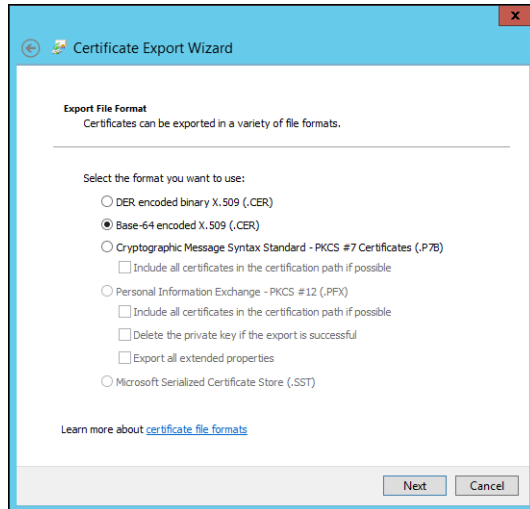 x
Certificate Export Wizard
Export File Format
Certificates can be exported in a variety of file formats.
Select the format you want to use:
DER encoded binary X.509 (.CER)
Base-64 encoded X.509 (.CER)
Cryptographic Message Syntax Standard - PKCS #7 Certificates (.P7B)
Include all certificates in the certification path if possible
Personal Information Exchange - PKCS #12 (.PFX)
Include all certificates in the certification path if possible
Delete the private key if the export is successful
Export all extended properties
Microsoft Serialized Certificate Store (.SST)
Learn more about certificate file formats
Next Cancel